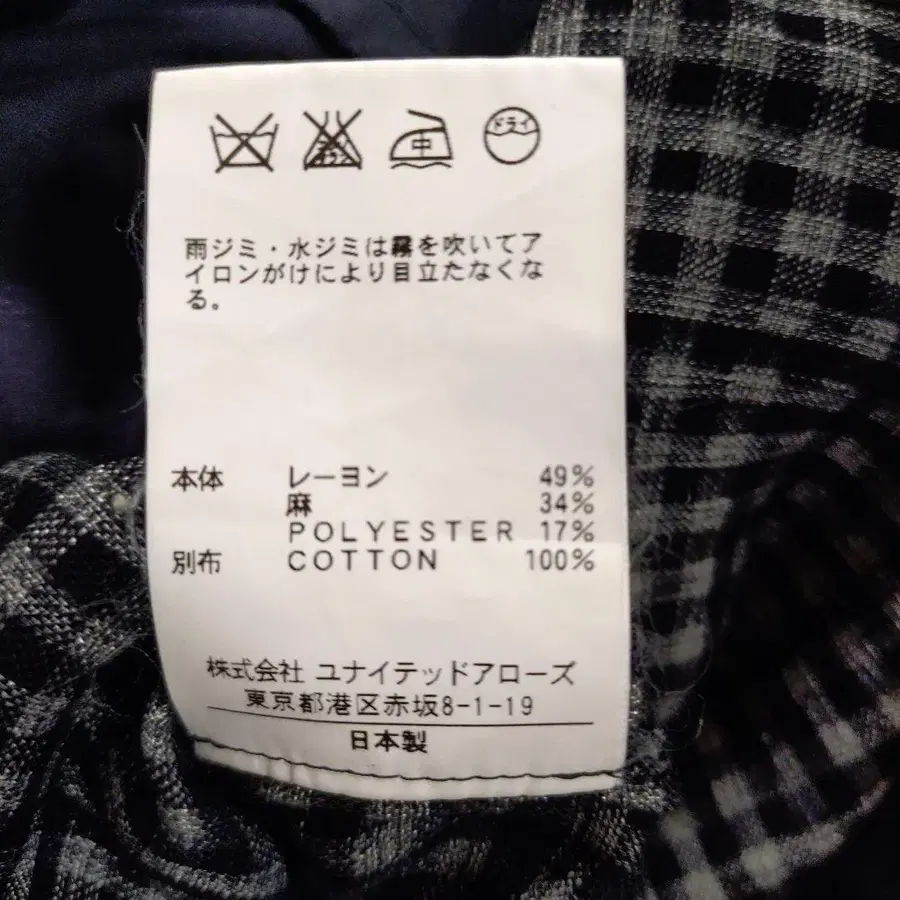 中 ドライ
雨ジミ・水ジミは霧を吹いてア
イロンがけにより目立たなくな
る。
本体 レーヨン 49%
麻 34%
POLYESTER 17%
別布 COTTON 100%
株式会社 ユナイテッドアローズ
東京都港区赤坂8-1-19
日本製